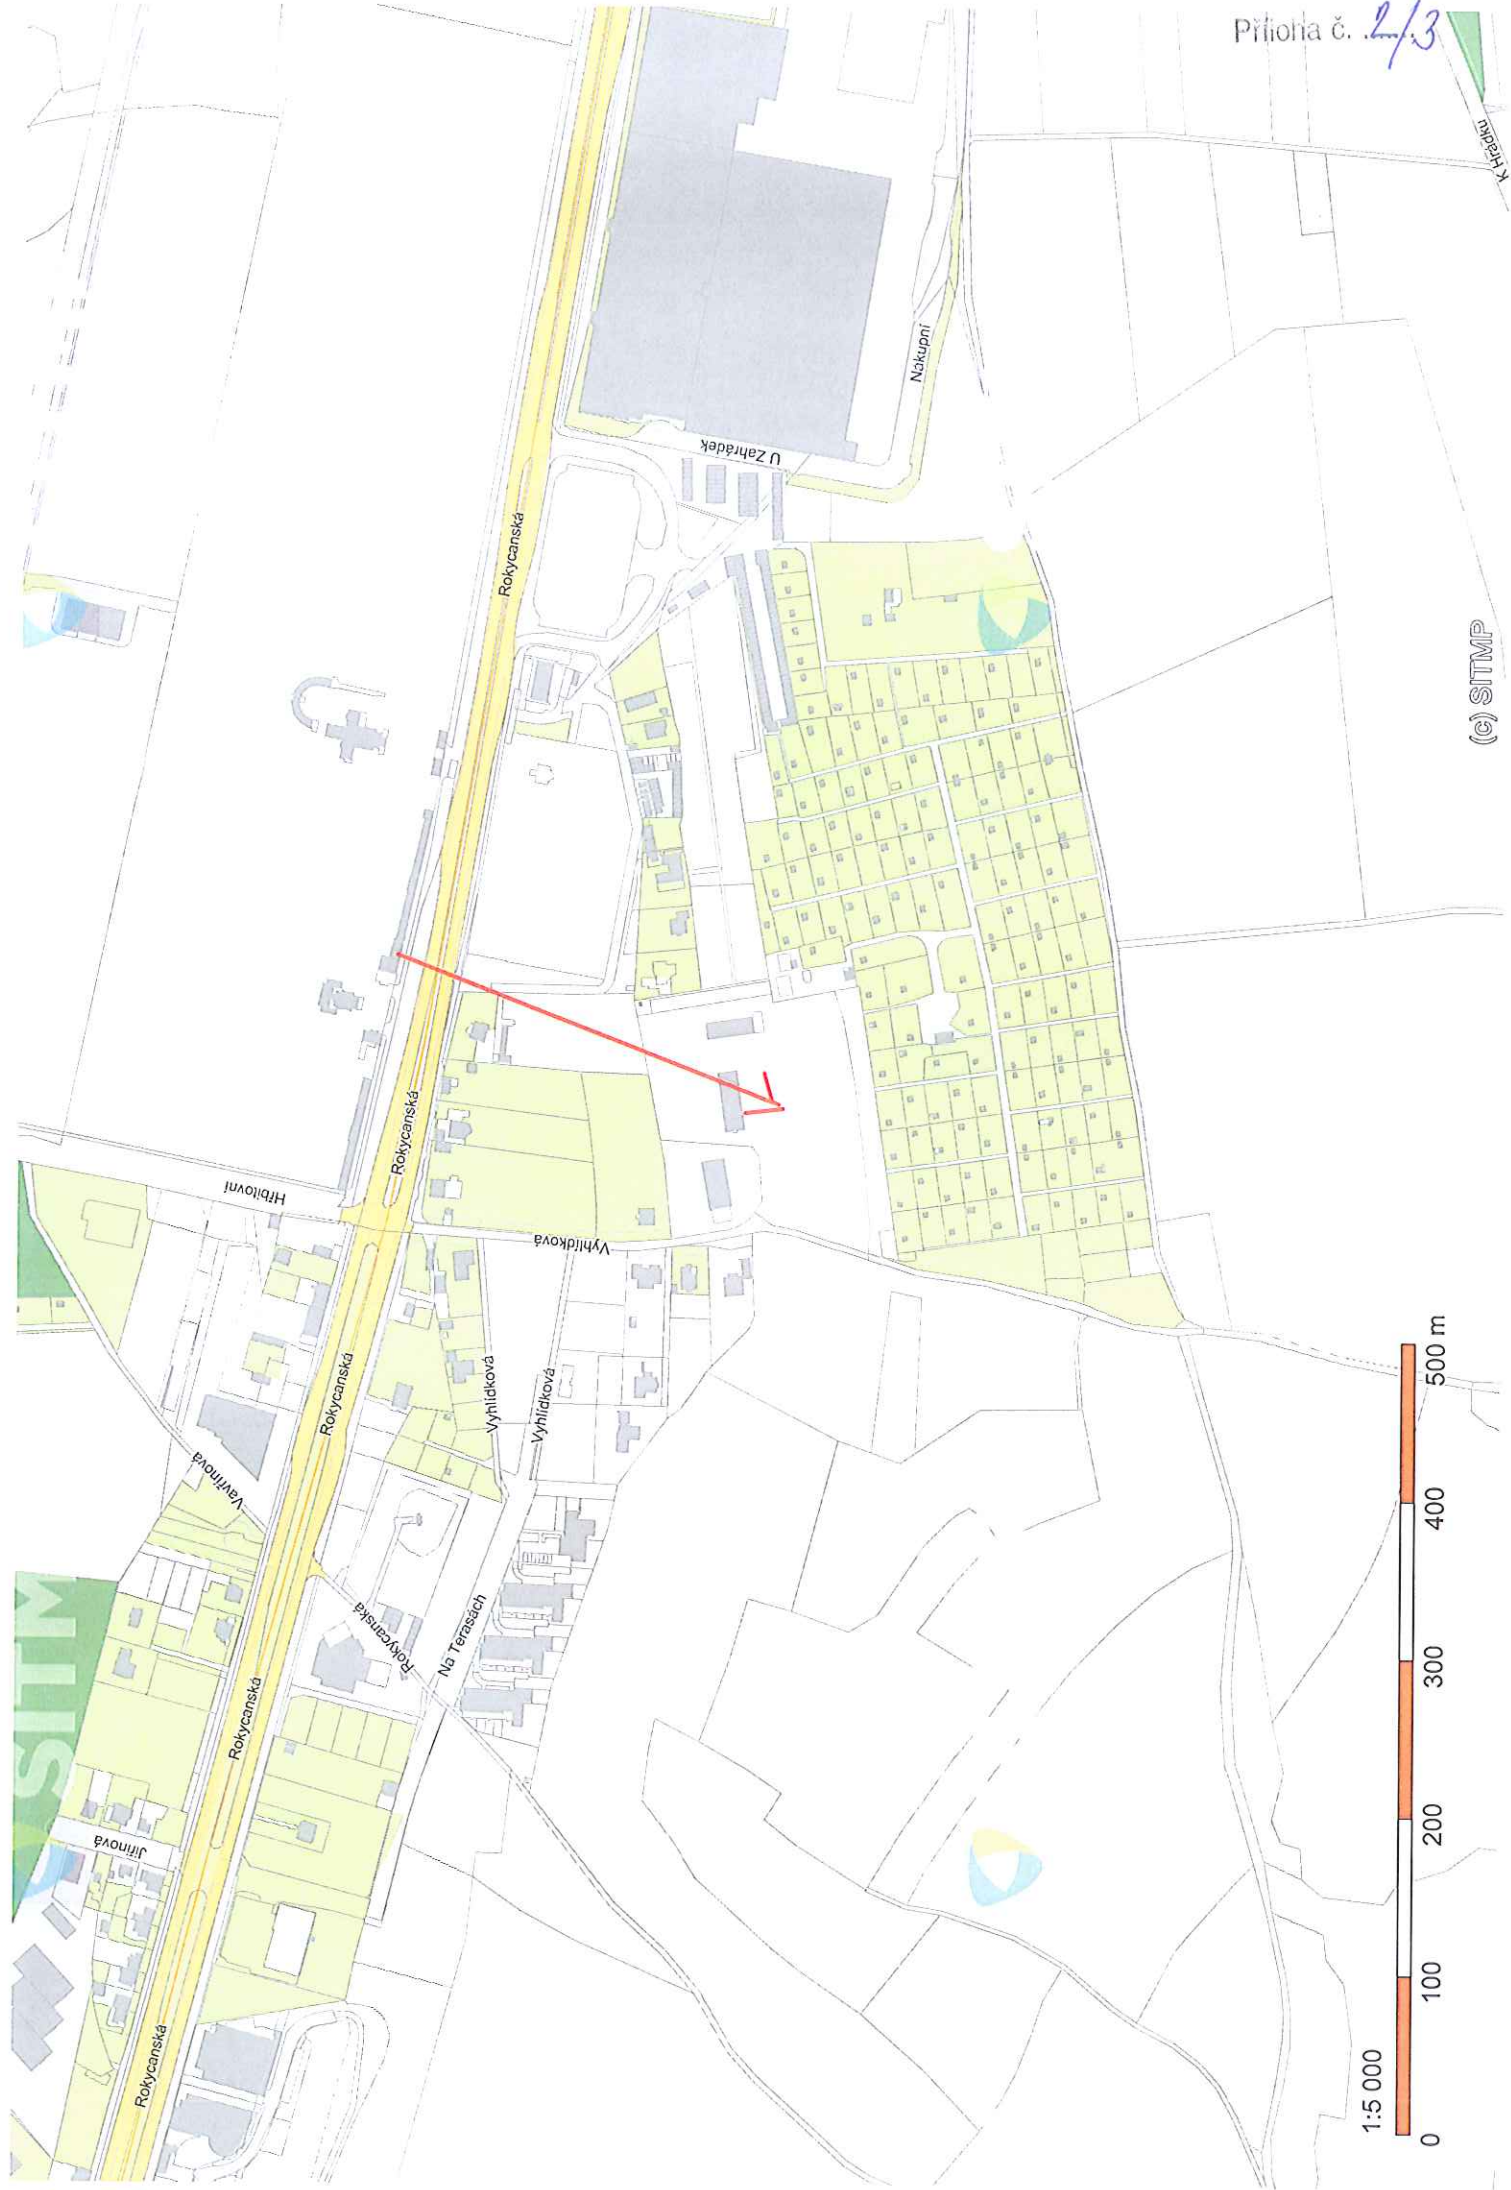 Příloha č. 2/3
K Hrádku
Nákupní
U Zahrádek
Rokycanská
(c) SITMP
Rokycanská
Hřbitovní
Vyhlídková
Rokycanská
Vyhlídková
Vyhlídková
Vavřínová
Rokycanská
Na Terasách
SITM
Rokycanská
Jiřinová
Rokycanská
1:5 000
0 100 200 300 400 500 m